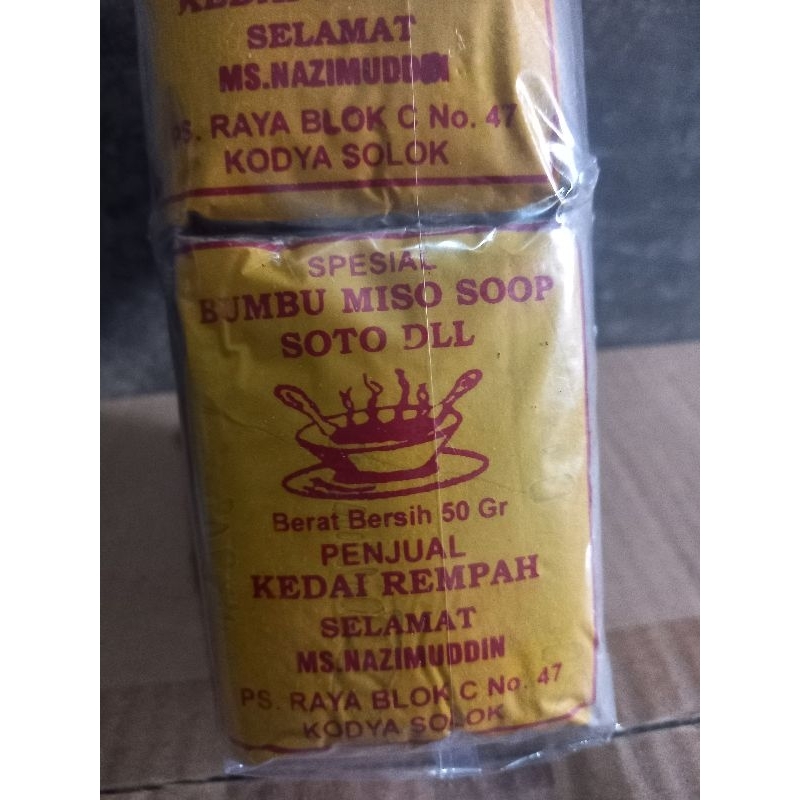 SELAMAT
MS.NAZIMUDDIN
PS. RAYA BLOK C No. 47
KODYA SOLOK
SPESIAL
BUMBU MISO SOOP
SOTO DLL
Berat Bersih 50 Gr
PENJUAL
KEDAI REMPAH
SELAMAT
MS.NAZIMUDDIN
PS. RAYA BLOK C No. 47
KODYA SOLOK